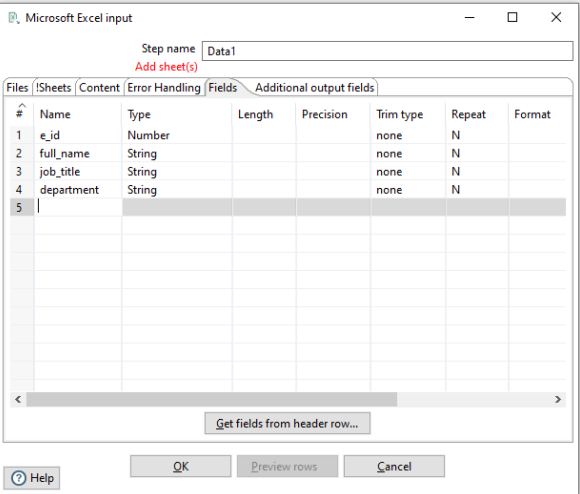 Microsoft Excel input
Step name Data1
Add sheet(s)
Files !Sheets Content Error Handling Fields Additional output fields
# Name Type Length Precision Trim type Repeat Format
1 e_id Number none N
2 full_name String none N
3 job_title String none N
4 department String none N
5
Get fields from header row...
OK Preview rows Cancel
Help